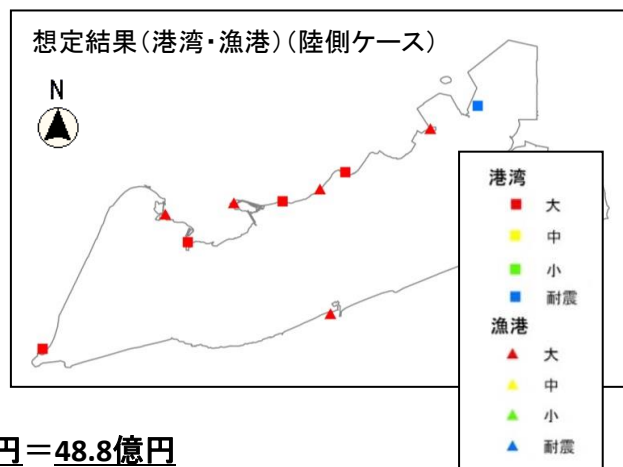 想定結果(港湾・漁港)(陸側ケース)
N
港湾
大
中
小
耐震
漁港
大
中
小
耐震
円＝48.8億円